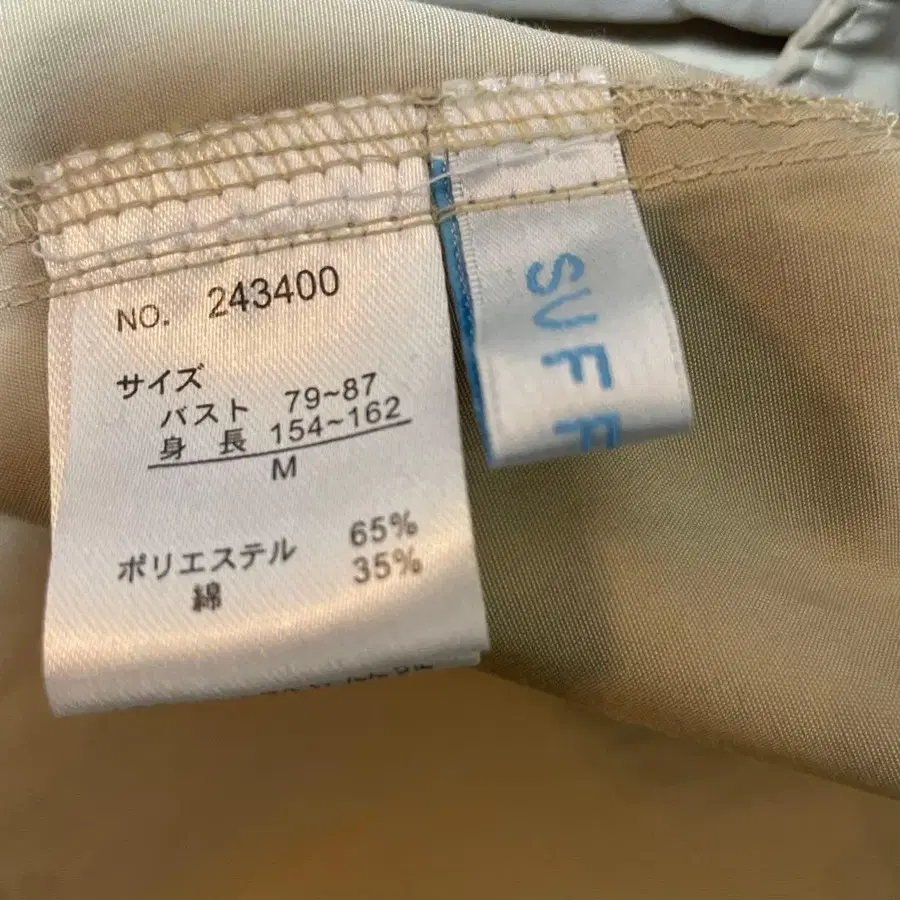 NO. 243400
サイズ
バスト 79~87
身 長 154~162
M
ポリエステル 65%
綿 35%
SVFF